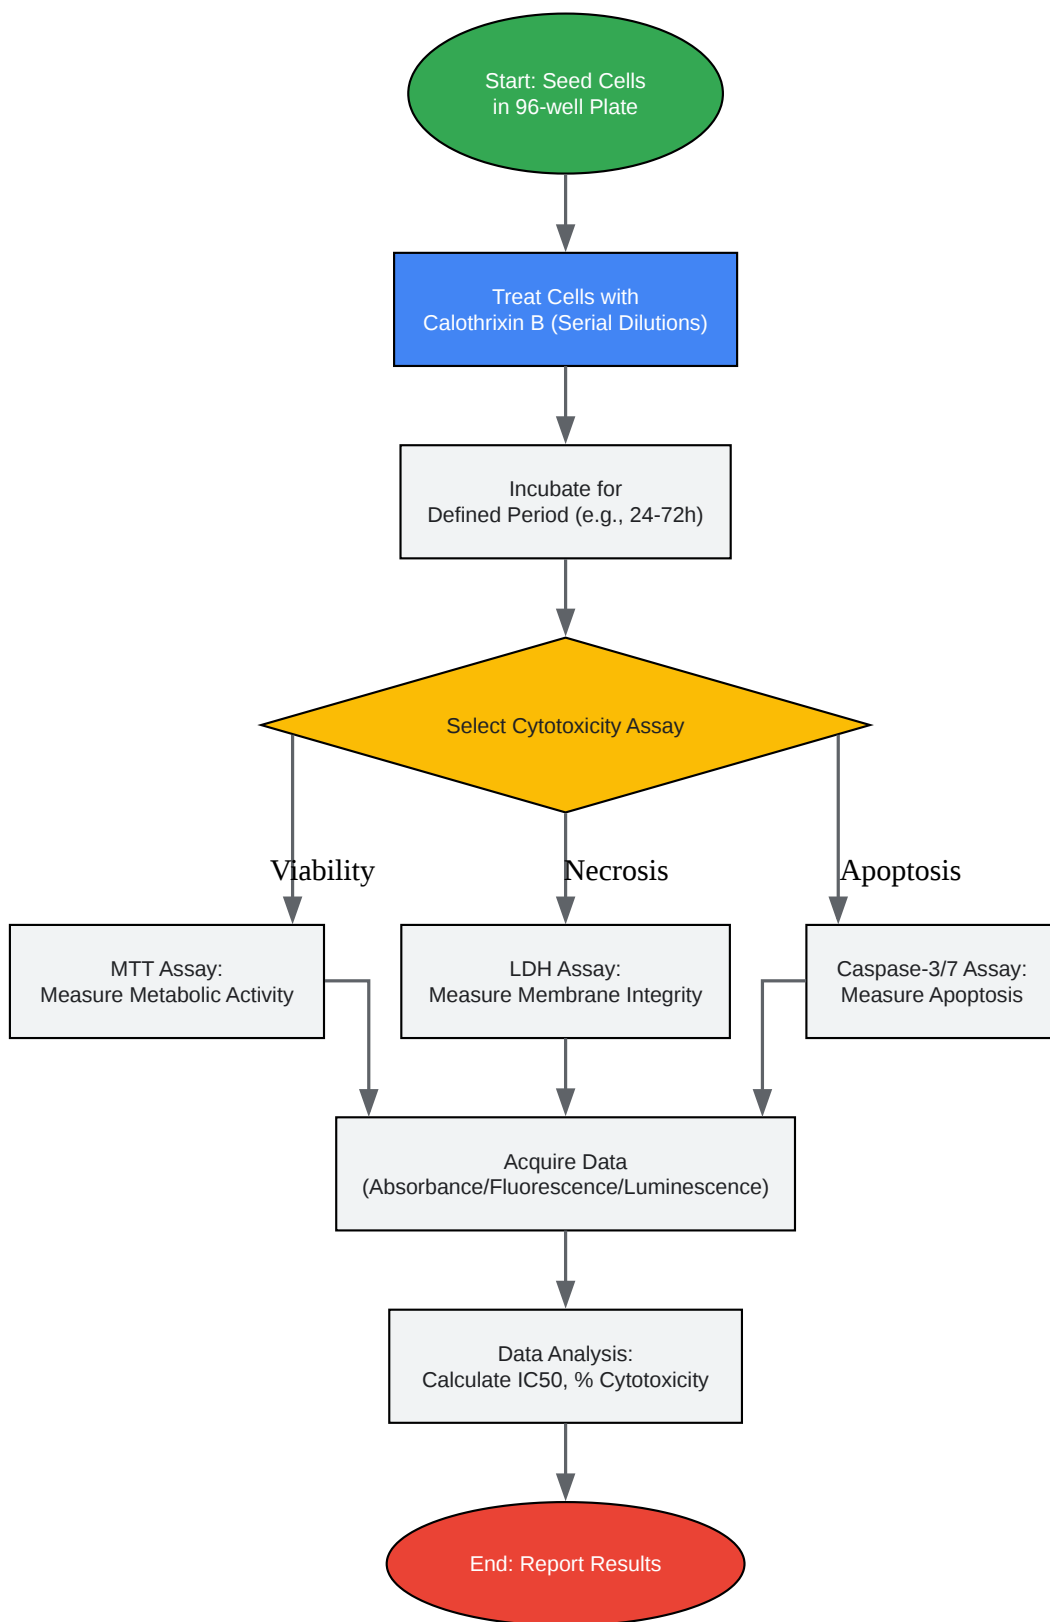 Start: Seed Cells
in 96-well Plate
Treat Cells with
Calothrixin B (Serial Dilutions)
Incubate for
Defined Period (e.g., 24-72h)
Select Cytotoxicity Assay
Viability
Necrosis
Apoptosis
MTT Assay:
Measure Metabolic Activity
LDH Assay:
Measure Membrane Integrity
Caspase-3/7 Assay:
Measure Apoptosis
Acquire Data
(Absorbance/Fluorescence/Luminescence)
Data Analysis:
Calculate IC50, % Cytotoxicity
End: Report Results